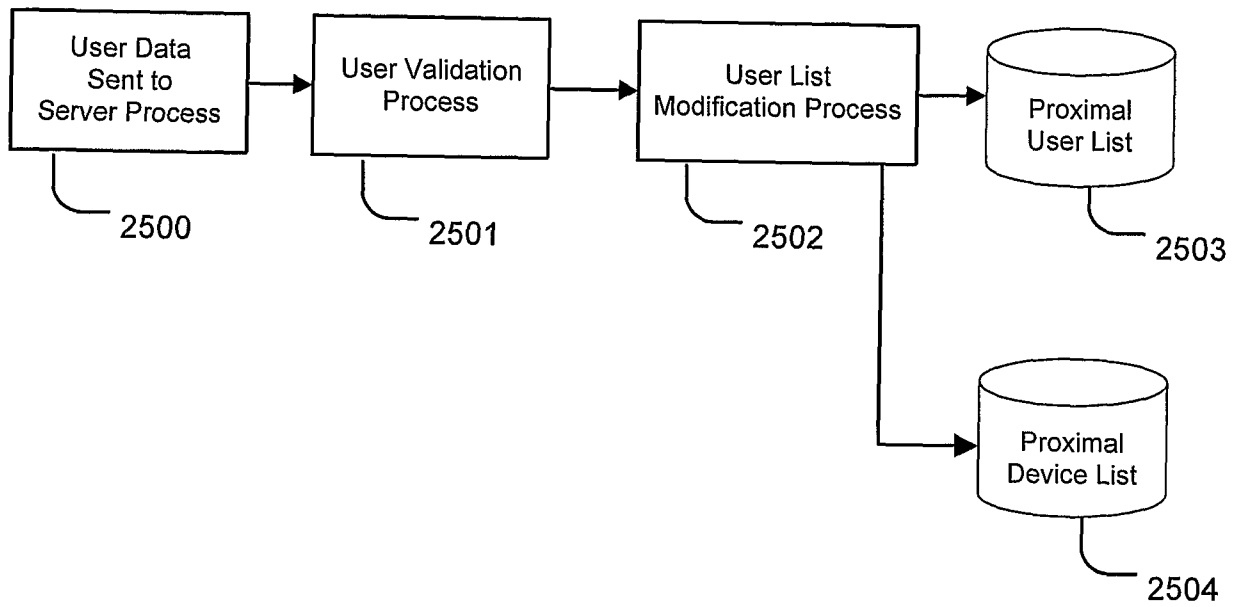 User Data
Sent to
Server Process
User Validation
Process
User List
Modification Process
Proximal
User List
2500
2501
2502
2503
Proximal
Device List
2504